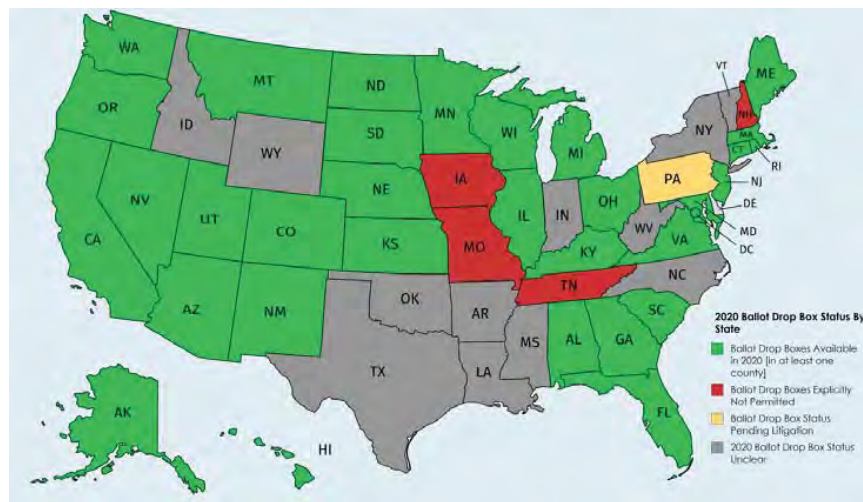 WA
MT
ND
MN
VT
ME
OR
ID
SD
WI
NY
NH
MA
WY
MI
CT
RI
IA
NE
PA
NJ
NV
UT
IL
IN
OH
DE
CA
CO
MD
KS
MO
WV
VA
DC
KY
AZ
NM
OK
AR
TN
NC
SC
TX
LA
MS
AL
GA
FL
AK
HI
2020 Ballot Drop Box Status By
State
Ballot Drop Boxes Available
in 2020 [in at least one
county]
Ballot Drop Boxes Explicitly
Not Permitted
Ballot Drop Box Status
Pending Litigation
2020 Ballot Drop Box Status
Unclear